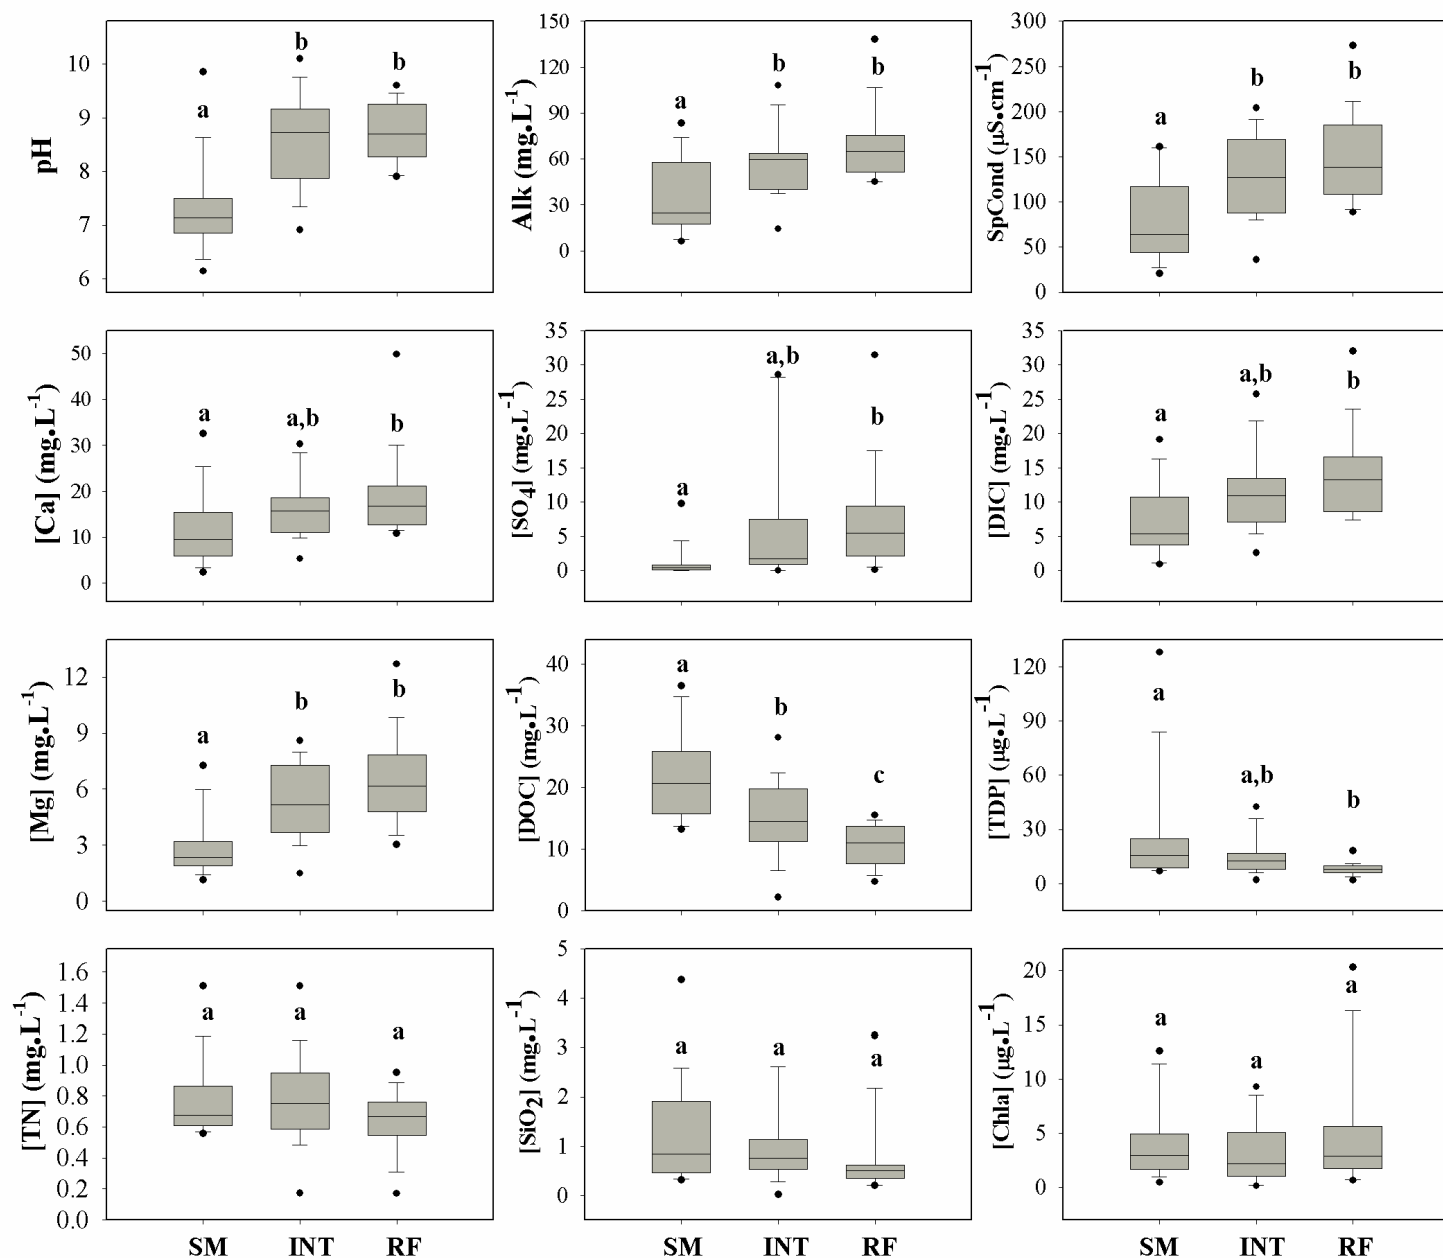 pH
10
9
8
7
6
a
b
b
Alk (mg•L⁻¹)
150
120
90
60
30
0
a
b
b
SpCond (µS•cm⁻¹)
300
250
200
150
100
50
0
a
b
b
[Ca] (mg•L⁻¹)
50
40
30
20
10
0
a
a,b
b
[SO₄] (mg•L⁻¹)
35
30
25
20
15
10
5
0
a
a,b
b
[DIC] (mg•L⁻¹)
35
30
25
20
15
10
5
0
a
a,b
b
[Mg] (mg•L⁻¹)
12
9
6
3
0
a
b
b
[DOC] (mg•L⁻¹)
40
30
20
10
0
a
b
c
[TDP] (µg•L⁻¹)
120
90
60
30
0
a
a,b
b
[TN] (mg•L⁻¹)
1.6
1.4
1.2
1.0
0.8
0.6
0.4
0.2
0.0
a
a
a
SM INT RF
[SiO₂] (mg•L⁻¹)
5
4
3
2
1
0
a
a
a
SM INT RF
[Chla] (µg•L⁻¹)
20
15
10
5
0
a
a
a
SM INT RF